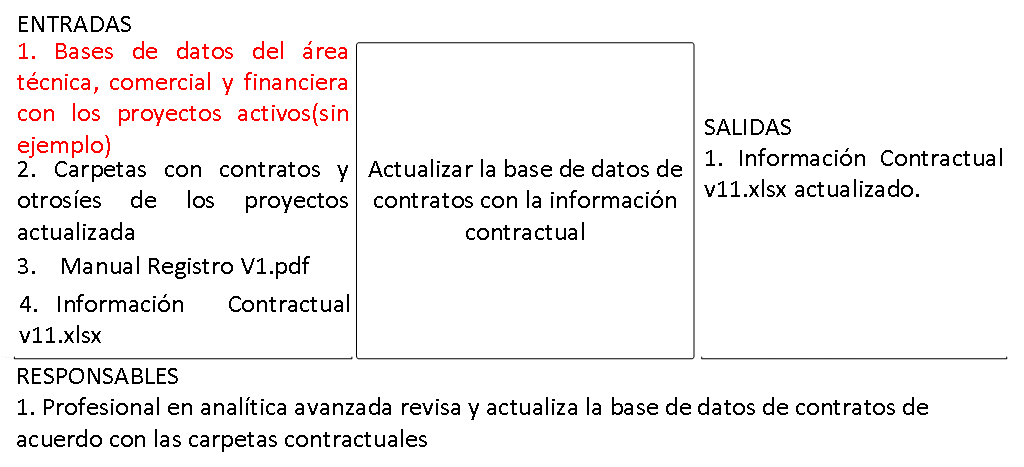 ENTRADAS
1. Bases de datos del área
técnica, comercial y financiera
con los proyectos activos(sin
ejemplo)
2. Carpetas con contratos y
otrosíes de los proyectos
actualizada
3. Manual Registro V1.pdf
4. Información Contractual
v11.xlsx
Actualizar la base de datos de
contratos con la información
contractual
SALIDAS
1. Información Contractual
v11.xlsx actualizado.
RESPONSABLES
1. Profesional en analítica avanzada revisa y actualiza la base de datos de contratos de
acuerdo con las carpetas contractuales